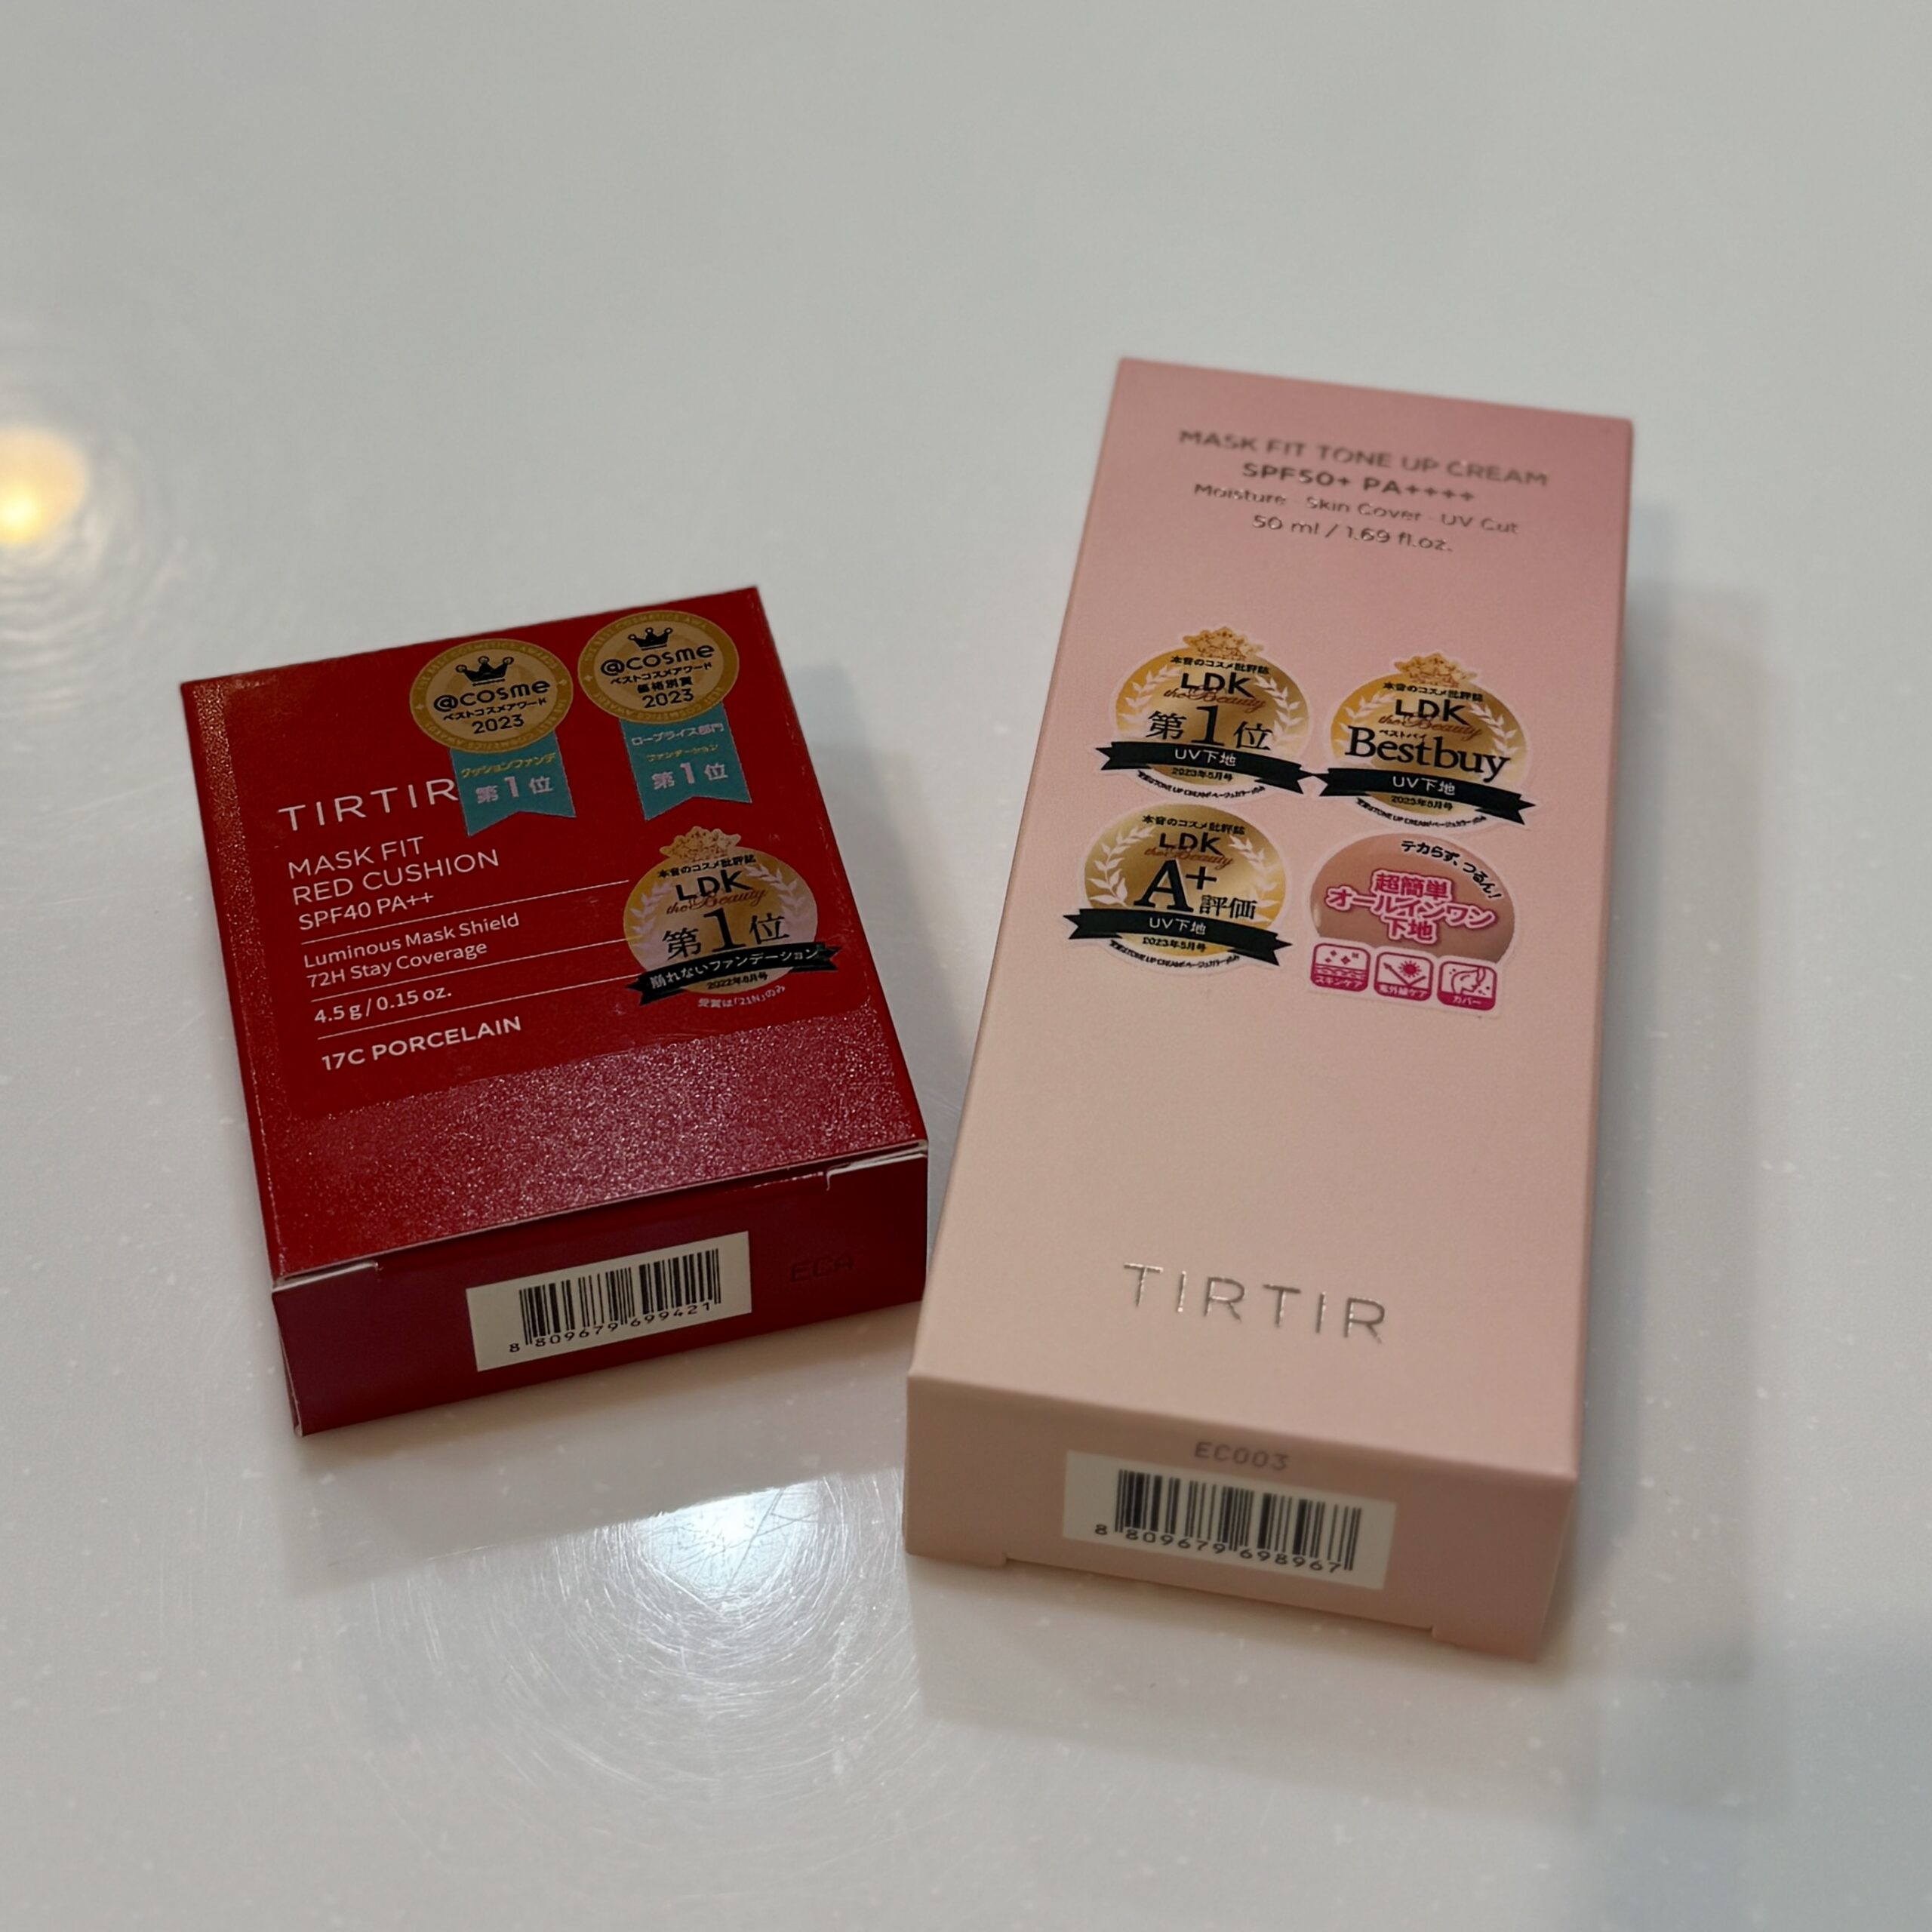 @cosme
ベストコスメアワード
2023
クッションファンデ
第1位
@cosme
ベストコスメアワード
価格別賞
2023
ロープライス部門
ファンデーション
第1位
TIRTIR
MASK FIT
RED CUSHION
SPF40 PA++
Luminous Mask Shield
72H Stay Coverage
4.5 g / 0.15 oz.
17C PORCELAIN
本音のコスメ批評誌
LDK
the Beauty
第1位
崩れないファンデーション
2022年8月号
受賞は「21N」のみ
8 809679 699421
MASK FIT TONE UP CREAM
SPF50+ PA++++
Moisture · Skin Cover · UV Cut
50 ml / 1.69 fl.oz.
本音のコスメ批評誌
LDK
the Beauty
第1位
UV下地
2023年5月号
本音のコスメ批評誌
LDK
the Beauty
ベストバイ
Bestbuy
UV下地
2023年5月号
本音のコスメ批評誌
LDK
the Beauty
A+評価
UV下地
2023年5月号
テカらず、つるん!
超簡単
オールインワン
下地
スキンケア
紫外線ケア
カバー
TIRTIR
EC003
8 809679 698967